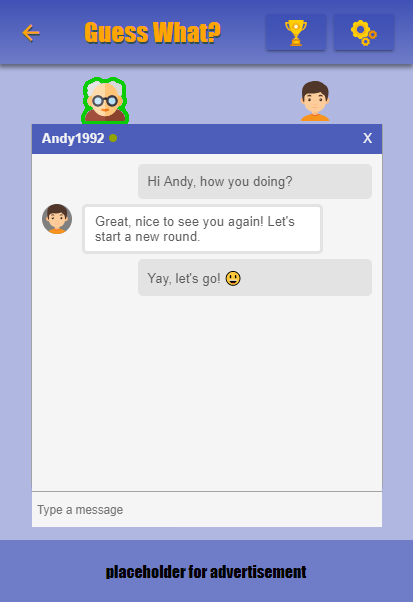 Guess What?
Andy1992
X
Hi Andy, how you doing?
Great, nice to see you again! Let's
start a new round.
Yay, let's go! 😃
Type a message
placeholder for advertisement